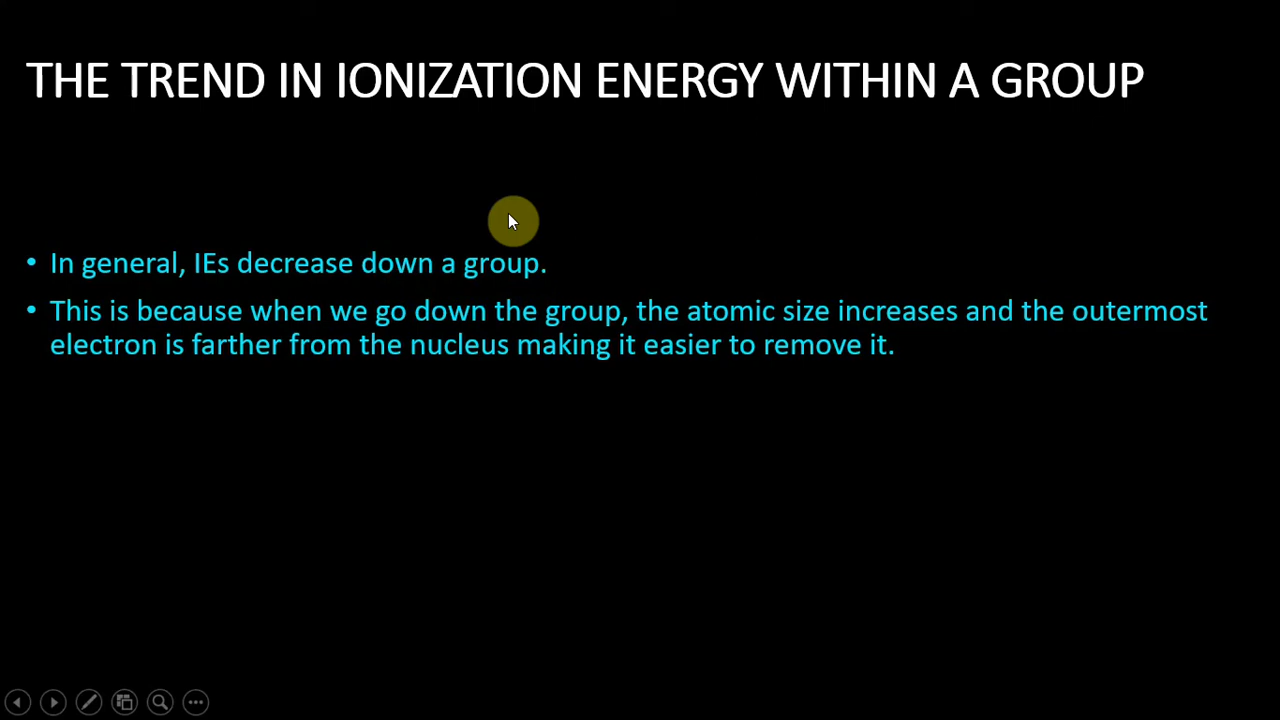 THE TREND IN IONIZATION ENERGY WITHIN A GROUP
• In general, IEs decrease down a group.
• This is because when we go down the group, the atomic size increases and the outermost
electron is farther from the nucleus making it easier to remove it.